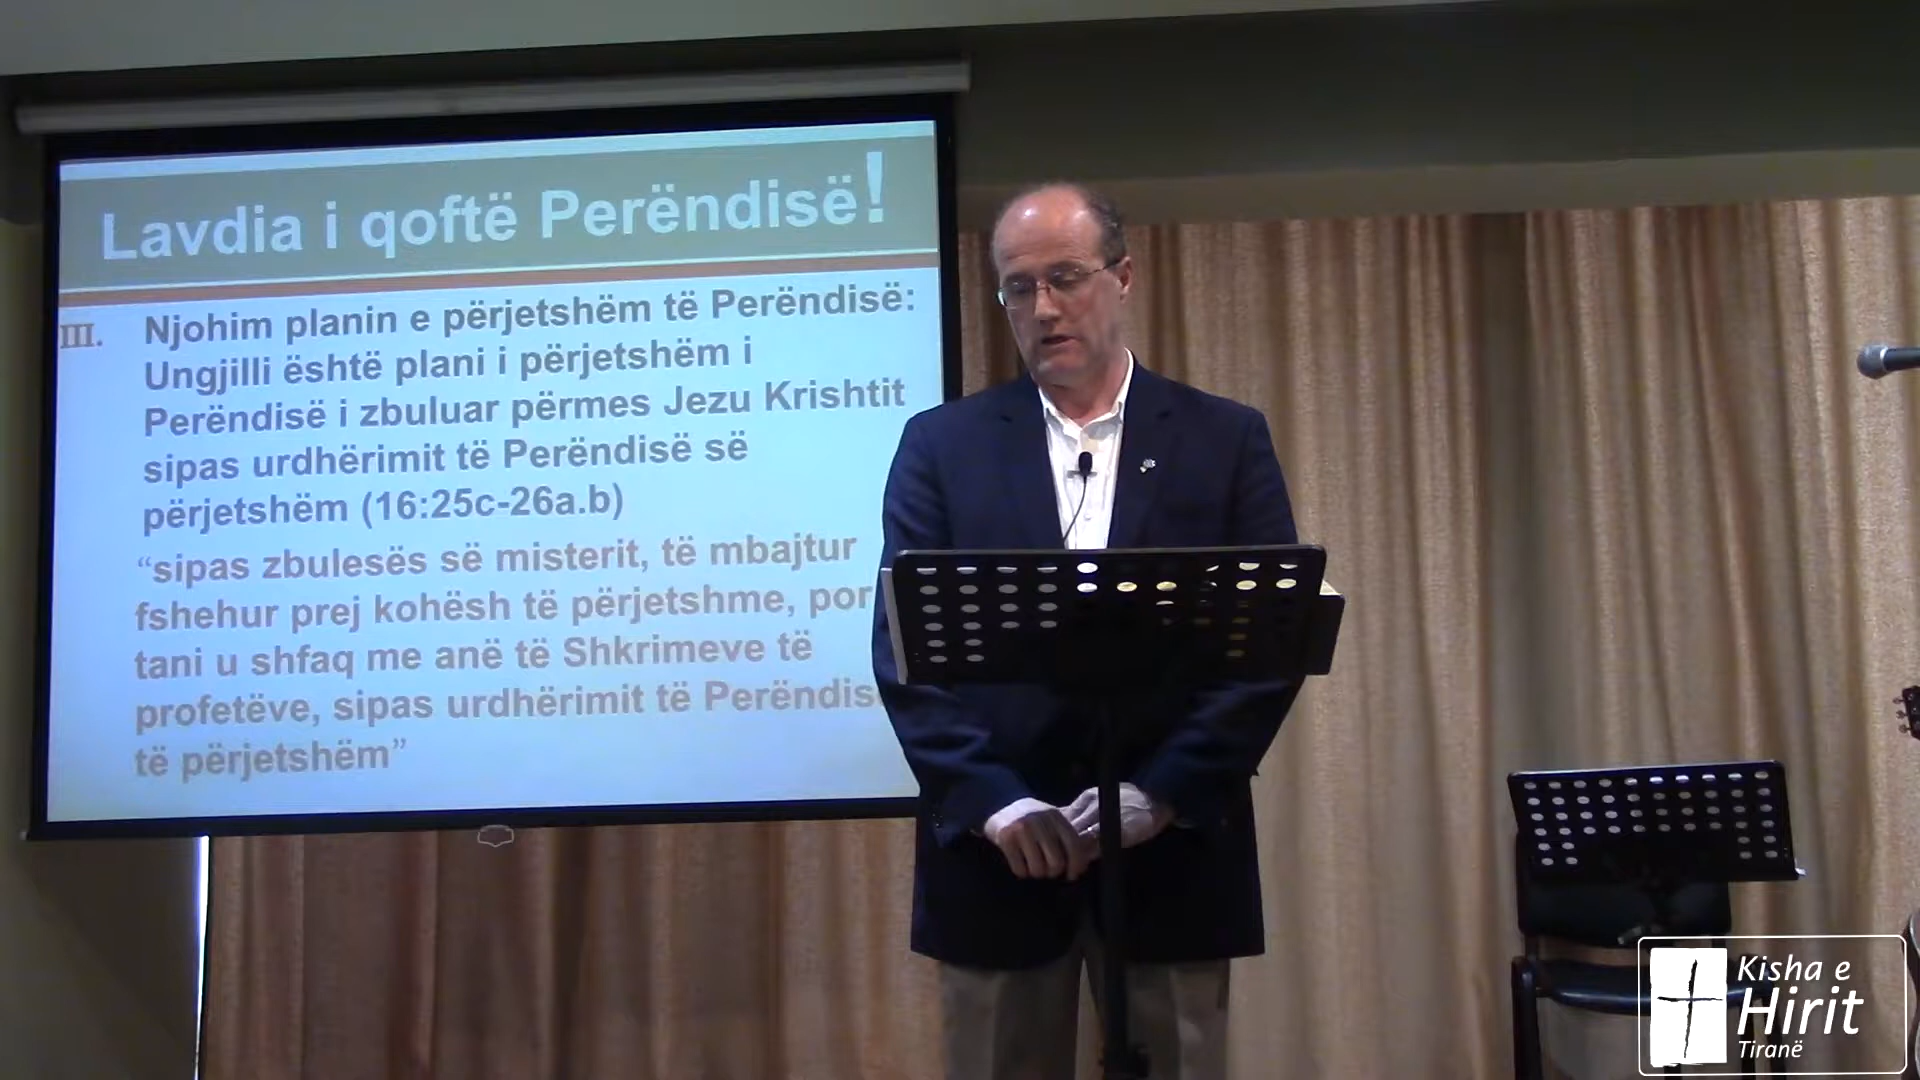 Lavdia i qoftë Perëndisë!
III. Njohim planin e përjetshëm të Perëndisë:
Ungjilli është plani i përjetshëm i
Perëndisë i zbuluar përmes Jezu Krishtit
sipas urdhërimit të Perëndisë së
përjetshëm (16:25c-26a.b)
“sipas zbulesës së misterit, të mbajtur
fshehur prej kohësh të përjetshme, por
tani u shfaq me anë të Shkrimeve të
profetëve, sipas urdhërimit të
të përjetshëm”
Kisha e
Hirit
Tiranë